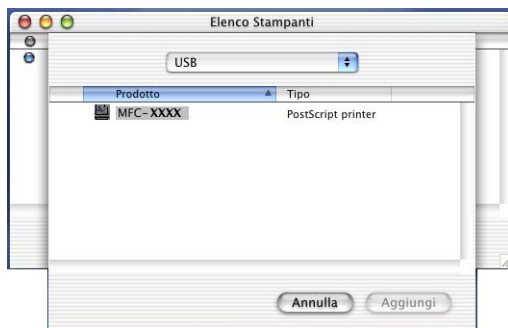 Elenco Stampanti
USB
Prodotto Tipo
MFC-XXXX PostScript printer
Annulla Aggiungi